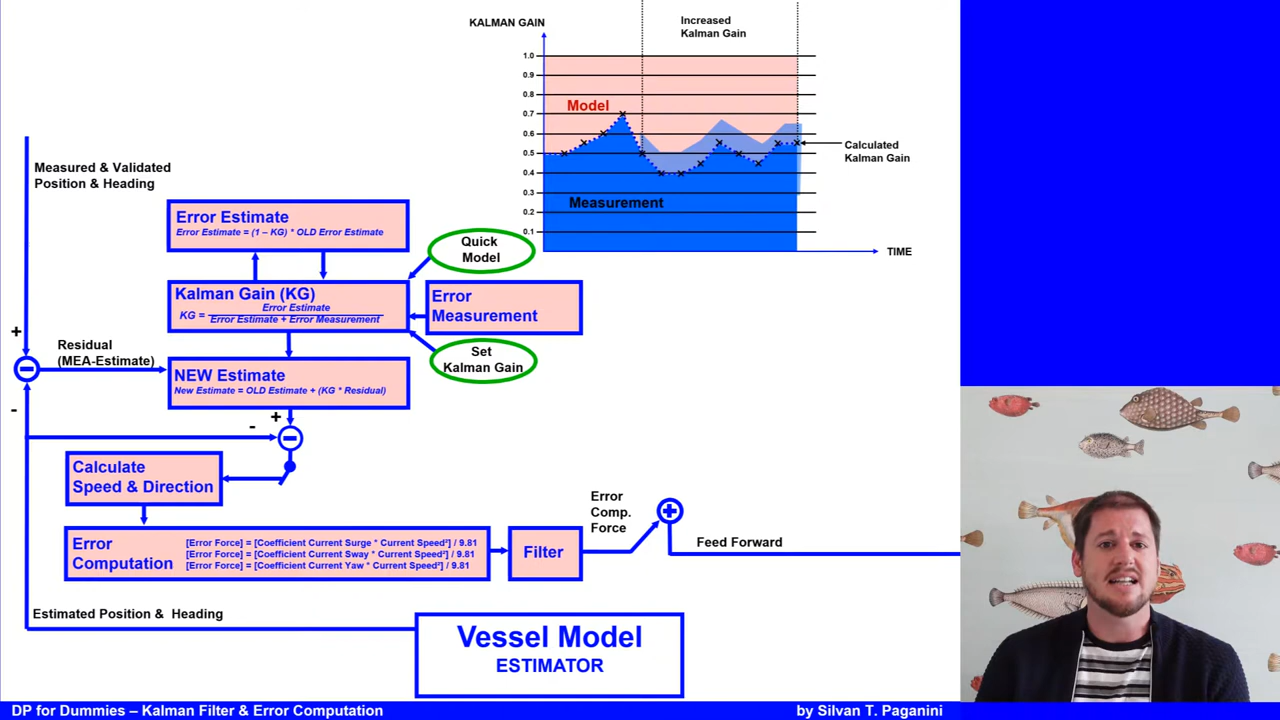 KALMAN GAIN
Increased
Kalman Gain
1.0
0.9
0.8
0.7
0.6
0.5
0.4
0.3
0.2
0.1
Model
Measurement
Calculated
Kalman Gain
TIME
Measured & Validated
Position & Heading
Error Estimate
Error Estimate = (1 – KG) * OLD Error Estimate
Quick
Model
Kalman Gain (KG)
KG =
Error Estimate
Error Estimate + Error Measurement
Error
Measurement
Set
Kalman Gain
+
Residual
(MEA-Estimate)
-
NEW Estimate
New Estimate = OLD Estimate + (KG * Residual)
+
-
Calculate
Speed & Direction
Error
Computation
[Error Force] = [Coefficient Current Surge * Current Speed²] / 9.81
[Error Force] = [Coefficient Current Sway * Current Speed²] / 9.81
[Error Force] = [Coefficient Current Yaw * Current Speed²] / 9.81
Filter
Error
Comp.
Force
Feed Forward
Estimated Position & Heading
Vessel Model
ESTIMATOR
DP for Dummies – Kalman Filter & Error Computation
by Silvan T. Paganini